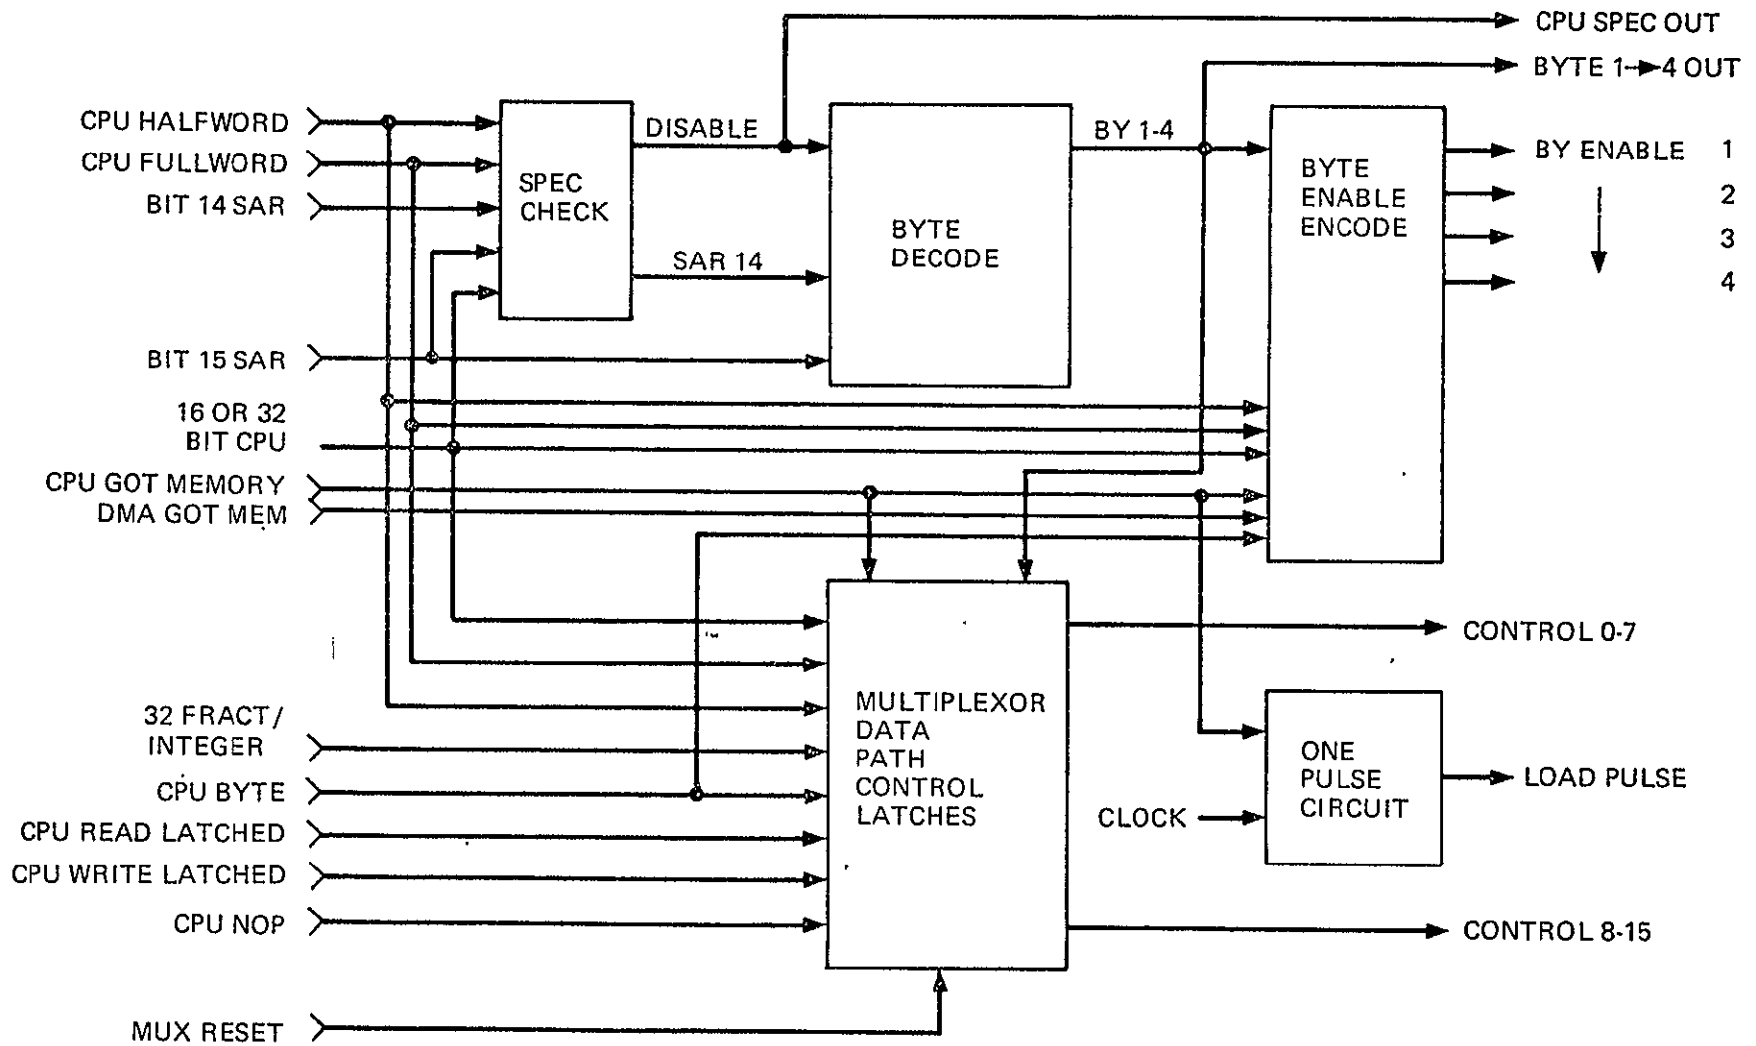 CPU SPEC OUT
BYTE 1→4 OUT
CPU HALFWORD
CPU FULLWORD
BIT 14 SAR
BIT 15 SAR
16 OR 32
BIT CPU
CPU GOT MEMORY
DMA GOT MEM
32 FRACT/
INTEGER
CPU BYTE
CPU READ LATCHED
CPU WRITE LATCHED
CPU NOP
MUX RESET
SPEC
CHECK
DISABLE
SAR 14
BYTE
DECODE
BY 1-4
BYTE
ENABLE
ENCODE
BY ENABLE 1
2
3
4
MULTIPLEXOR
DATA
PATH
CONTROL
LATCHES
CONTROL 0-7
CLOCK
ONE
PULSE
CIRCUIT
LOAD PULSE
CONTROL 8-15